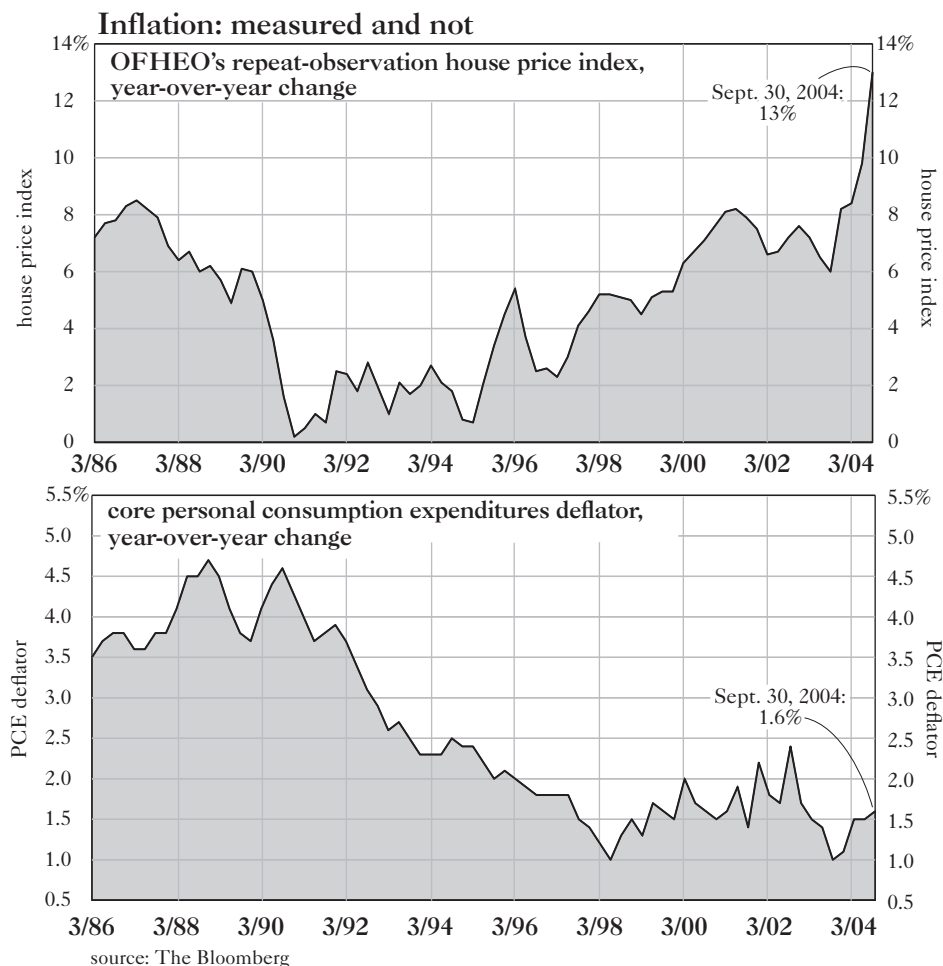 Inflation: measured and not
OFHEO's repeat-observation house price index,
year-over-year change
14%
12
10
8
6
4
2
0
house price index
14%
12
10
8
6
4
2
0
house price index
Sept. 30, 2004:
13%
3/86 3/88 3/90 3/92 3/94 3/96 3/98 3/00 3/02 3/04
core personal consumption expenditures deflator,
year-over-year change
5.5%
5.0
4.5
4.0
3.5
3.0
2.5
2.0
1.5
1.0
0.5
PCE deflator
5.5%
5.0
4.5
4.0
3.5
3.0
2.5
2.0
1.5
1.0
0.5
PCE deflator
Sept. 30, 2004:
1.6%
3/86 3/88 3/90 3/92 3/94 3/96 3/98 3/00 3/02 3/04
source: The Bloomberg